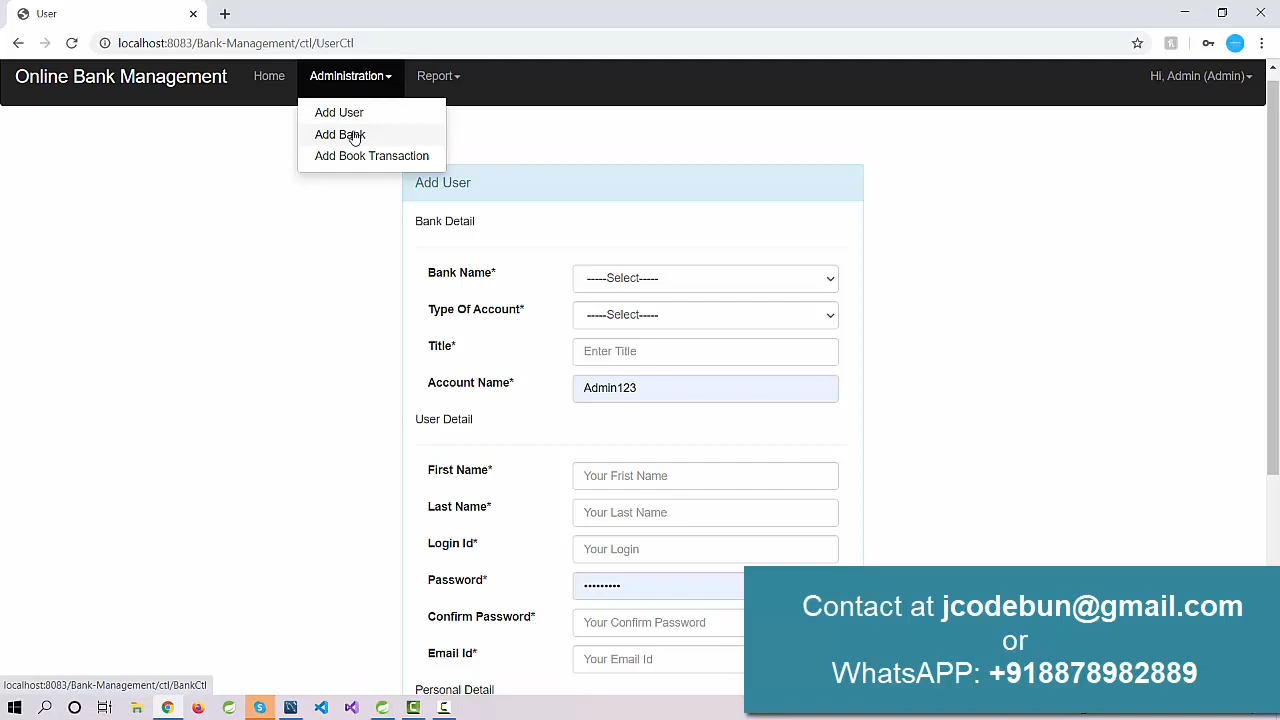 User
localhost:8083/Bank-Management/ctl/UserCtl
Online Bank Management Home Administration Report Hi, Admin (Admin)
Add User
Add Bank
Add Book Transaction
Add User
Bank Detail
Bank Name* -----Select-----
Type Of Account* -----Select-----
Title* Enter Title
Account Name* Admin123
User Detail
First Name* Your Frist Name
Last Name* Your Last Name
Login Id* Your Login
Password* •••••••••
Confirm Password* Your Confirm Password
Email Id* Your Email Id
Personal Detail
Contact at jcodebun@gmail.com
or
WhatsAPP: +918878982889
localhost:8083/Bank-Management/ctl/BankCtl